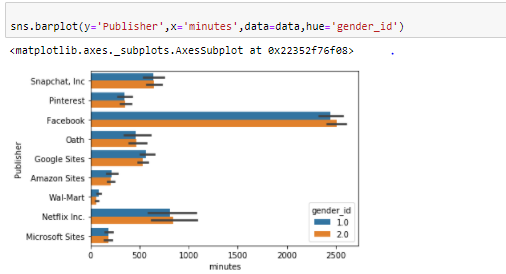 sns.barplot(y='Publisher',x='minutes',data=data,hue='gender_id')
<matplotlib.axes._subplots.AxesSubplot at 0x22352f76f08>
Snapchat, Inc
Pinterest
Facebook
Oath
Google Sites
Amazon Sites
Wal-Mart
Netflix Inc.
Microsoft Sites
Publisher
gender_id
1.0
2.0
0 500 1000 1500 2000 2500
minutes